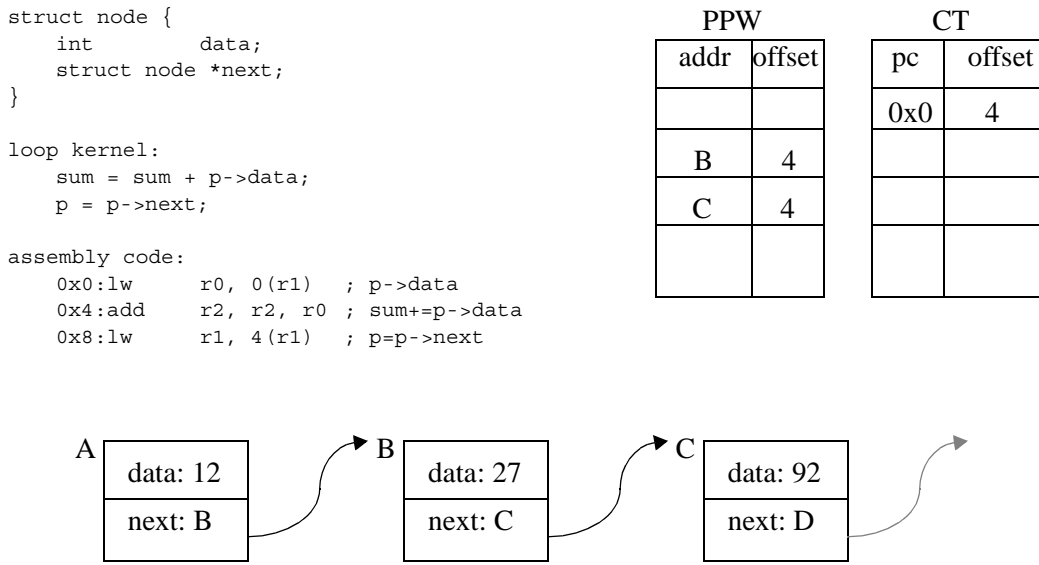 struct node {
int data;
struct node *next;
}
loop kernel:
sum = sum + p->data;
p = p->next;
assembly code:
0x0:lw r0, 0(r1) ; p->data
0x4:add r2, r2, r0 ; sum+=p->data
0x8:lw r1, 4(r1) ; p=p->next
PPW
addr offset
B 4
C 4
CT
pc offset
0x0 4
A
data: 12
next: B
B
data: 27
next: C
C
data: 92
next: D